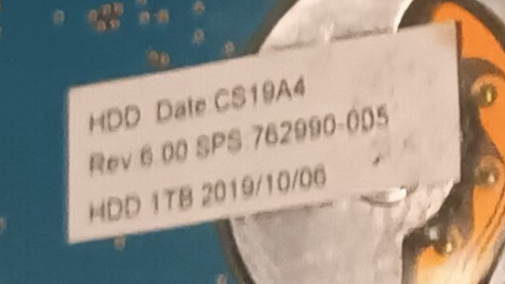 HDD Date CS19A4
Rev 6.00 SPS 762990-005
HDD 1TB 2019/10/06